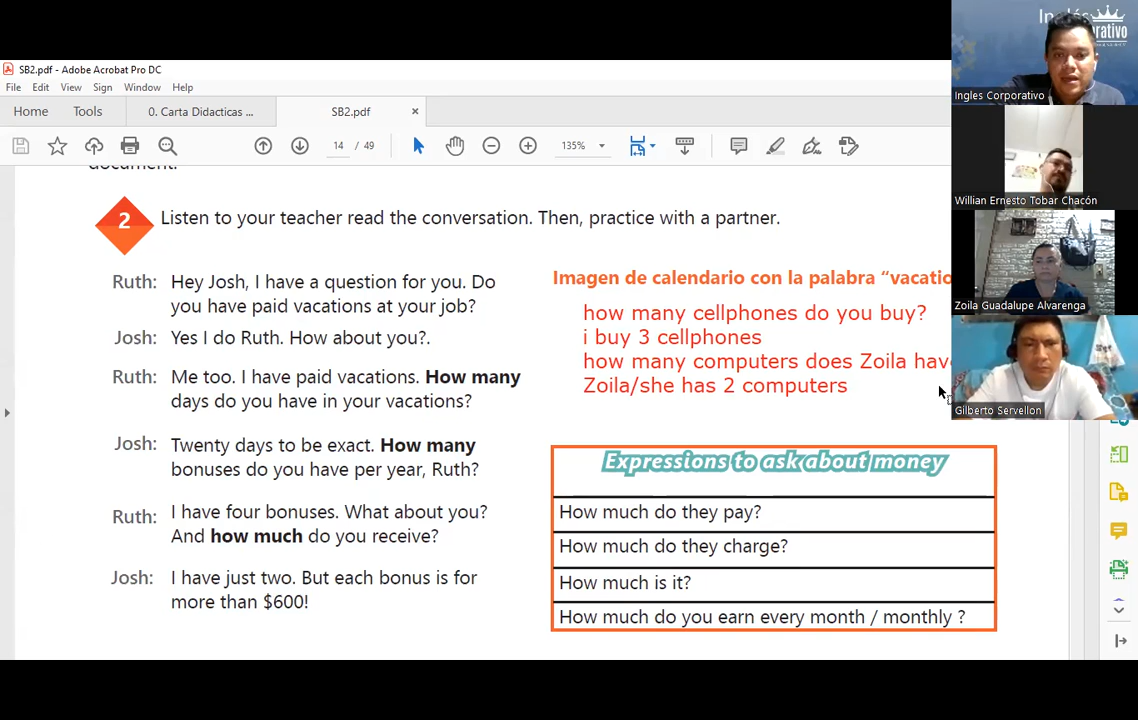 SB2.pdf - Adobe Acrobat Pro DC
File Edit View Sign Window Help
Home Tools 0. Carta Didacticas ... SB2.pdf ×
14 / 49 135%
document.
2 Listen to your teacher read the conversation. Then, practice with a partner.
Ruth: Hey Josh, I have a question for you. Do
you have paid vacations at your job?
Josh: Yes I do Ruth. How about you?.
Ruth: Me too. I have paid vacations. How many
days do you have in your vacations?
Josh: Twenty days to be exact. How many
bonuses do you have per year, Ruth?
Ruth: I have four bonuses. What about you?
And how much do you receive?
Josh: I have just two. But each bonus is for
more than $600!
Imagen de calendario con la palabra “vacatio
how many cellphones do you buy?
i buy 3 cellphones
how many computers does Zoila have
Zoila/she has 2 computers
Expressions to ask about money
How much do they pay?
How much do they charge?
How much is it?
How much do you earn every month / monthly ?
Ingles Corporativo
Willian Ernesto Tobar Chacón
Zoila Guadalupe Alvarenga
Gilberto Servellon